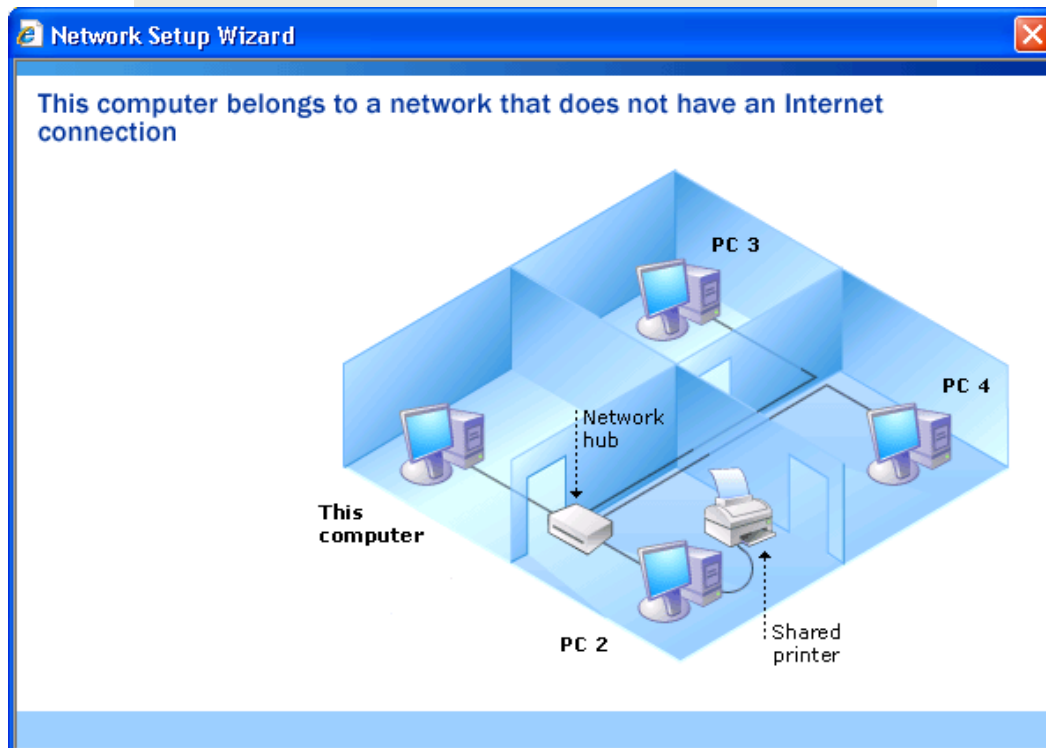 Network Setup Wizard
This computer belongs to a network that does not have an Internet
connection
PC 3
PC 4
Network
hub
This
computer
PC 2
Shared
printer